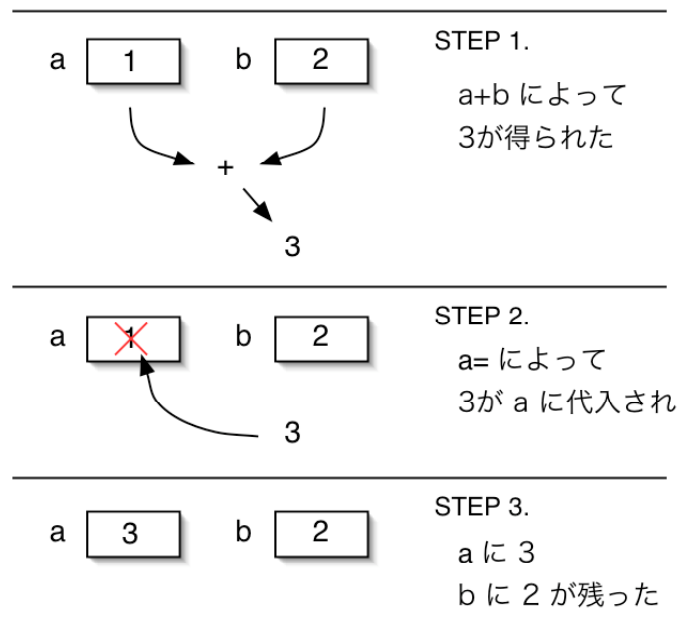 a 1 b 2
STEP 1.
a+b によって
3が得られた
+
3
a 1 b 2
STEP 2.
a= によって
3が a に代入され
3
a 3 b 2
STEP 3.
a に 3
b に 2 が残った